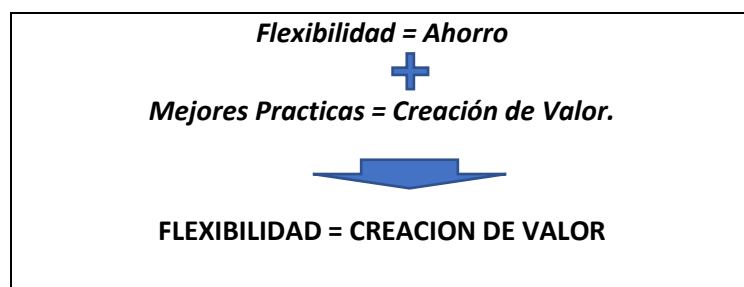 Flexibilidad = Ahorro
Mejores Practicas = Creación de Valor.
FLEXIBILIDAD = CREACION DE VALOR